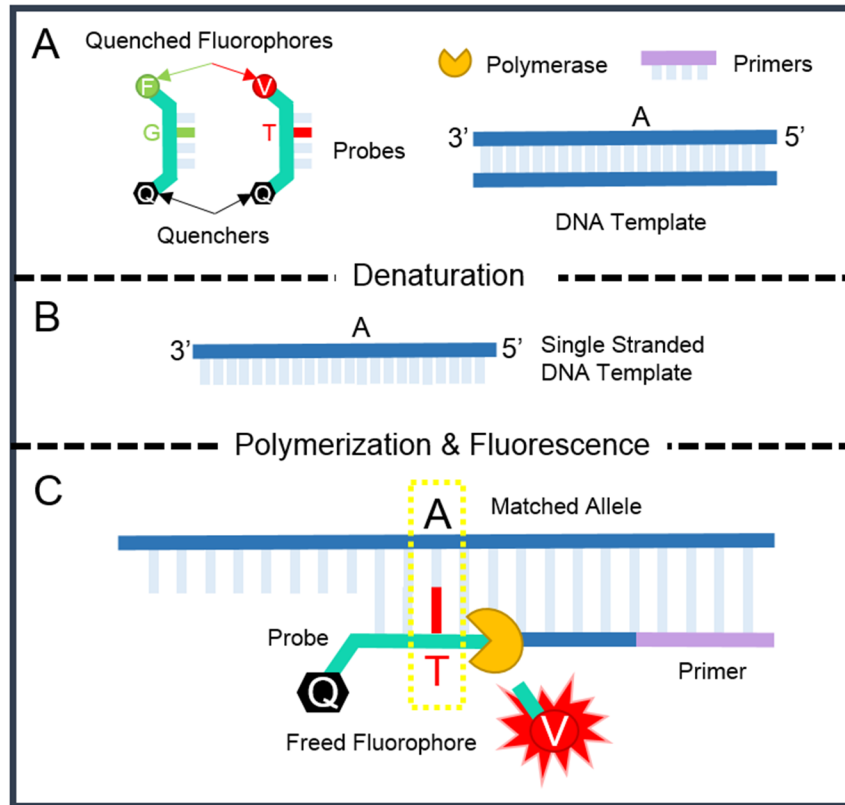 A
Quenched Fluorophores
F
V
G
T
Probes
Q
Q
Quenchers
Polymerase
Primers
A
3’
5’
DNA Template
Denaturation
B
A
3’
5’
Single Stranded
DNA Template
Polymerization & Fluorescence
C
A
Matched Allele
Probe
T
Q
Primer
Freed Fluorophore
V